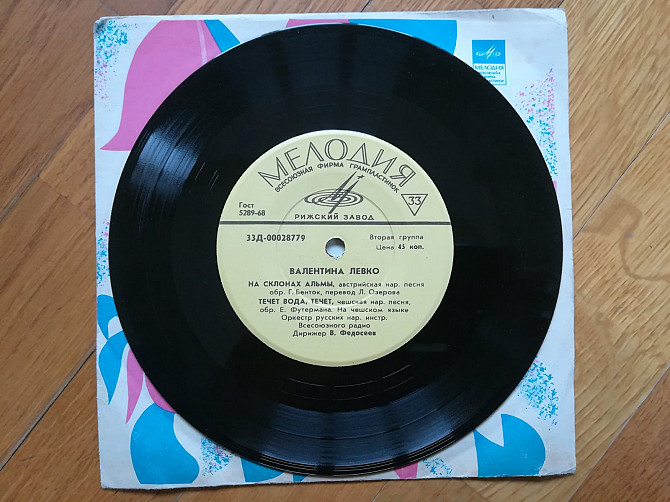 МЕЛОДИЯ
ВСЕСОЮЗНАЯ ФИРМА ГРАМПЛАСТИНОК
33
РИЖСКИЙ ЗАВОД
Гост
5289-68
33Д-00028779
Вторая группа
Цена 45 коп.
ВАЛЕНТИНА ЛЕВКО
НА СКЛОНАХ АЛЬМЫ, австрийская нар. песня
обр. Г. Бенток, перевод Л. Озерова
ТЕЧЕТ ВОДА, ТЕЧЕТ, чешская нар. песня,
обр. Е. Футермана. На чешском языке
Оркестр русских нар. инстр.
Всесоюзного радио
Дирижер В. Федосеев
МЕЛОДИЯ